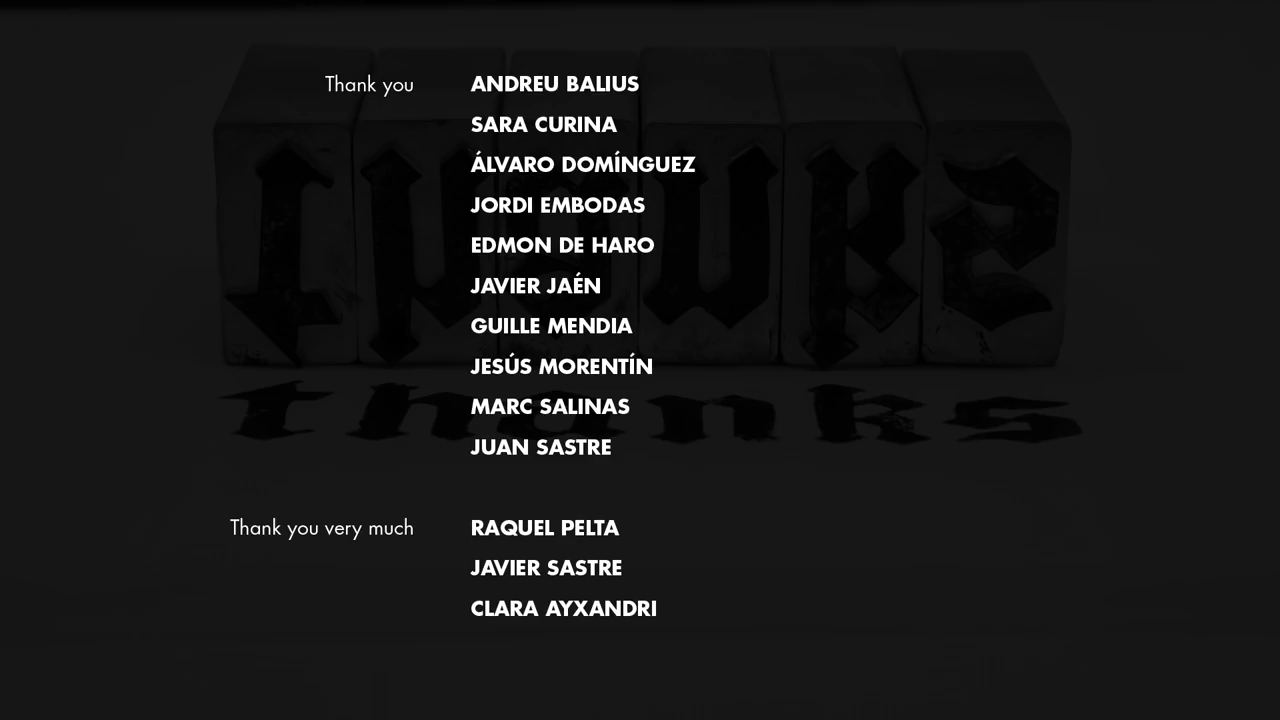 Thank you ANDREU BALIUS
SARA CURINA
ÁLVARO DOMÍNGUEZ
JORDI EMBODAS
EDMON DE HARO
JAVIER JAÉN
GUILLE MENDIA
JESÚS MORENTÍN
MARC SALINAS
JUAN SASTRE
thanks
Thank you very much RAQUEL PELTA
JAVIER SASTRE
CLARA AYXANDRI